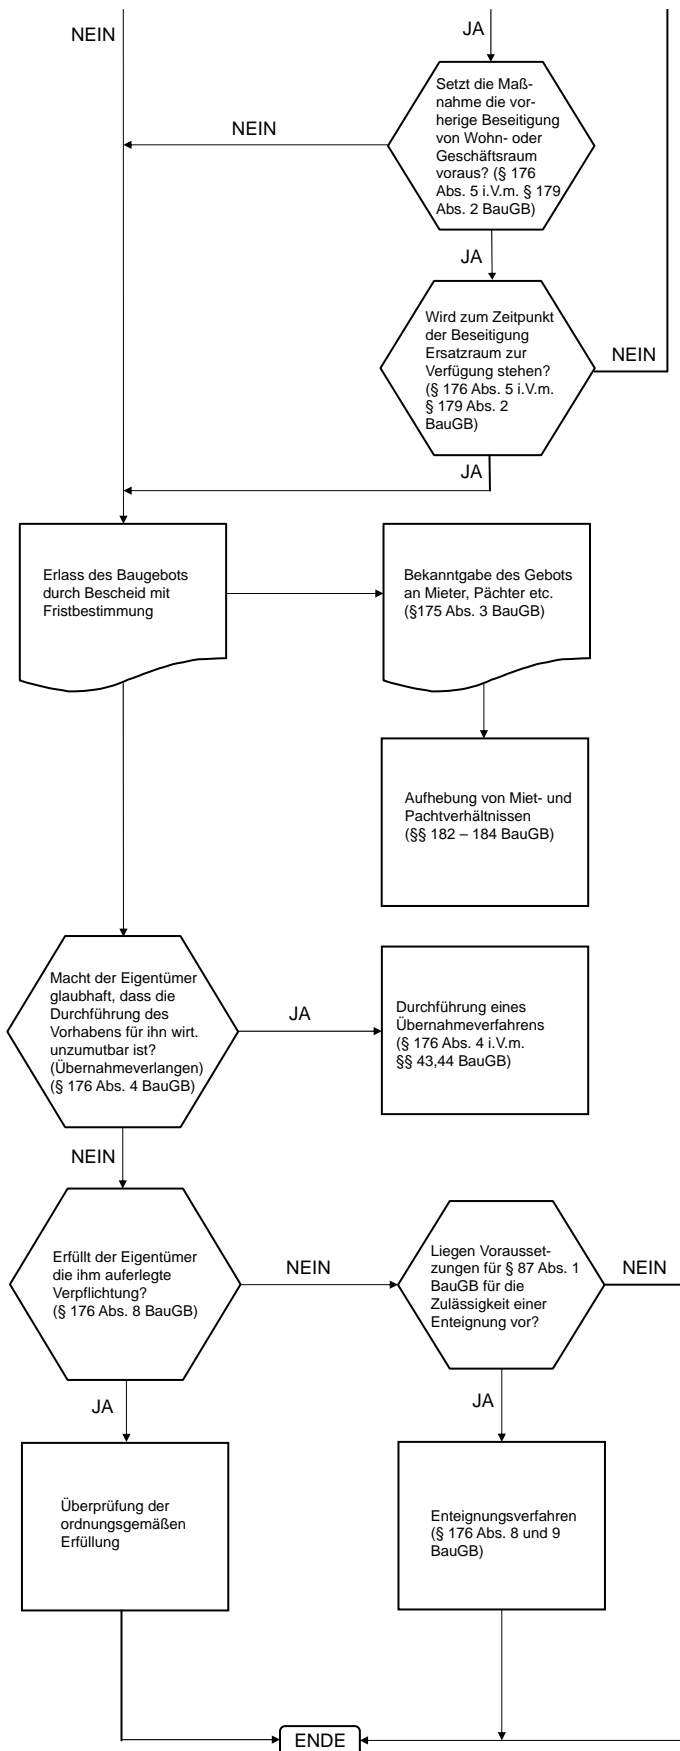 NEIN
JA
Setzt die Maß-
nahme die vor-
herige Beseitigung
von Wohn- oder
Geschäftsraum
voraus? (§ 176
Abs. 5 i.V.m. § 179
Abs. 2 BauGB)
NEIN
JA
Wird zum Zeitpunkt
der Beseitigung
Ersatzraum zur
Verfügung stehen?
(§ 176 Abs. 5 i.V.m.
§ 179 Abs. 2
BauGB)
NEIN
JA
Erlass des Baugebots
durch Bescheid mit
Fristbestimmung
Bekanntgabe des Gebots
an Mieter, Pächter etc.
(§175 Abs. 3 BauGB)
Aufhebung von Miet- und
Pachtverhältnissen
(§§ 182 – 184 BauGB)
Macht der Eigentümer
glaubhaft, dass die
Durchführung des
Vorhabens für ihn wirt.
unzumutbar ist?
(Übernahmeverlangen)
(§ 176 Abs. 4 BauGB)
JA
Durchführung eines
Übernahmeverfahrens
(§ 176 Abs. 4 i.V.m.
§§ 43,44 BauGB)
NEIN
Erfüllt der Eigentümer
die ihm auferlegte
Verpflichtung?
(§ 176 Abs. 8 BauGB)
NEIN
Liegen Vorausset-
zungen für § 87 Abs. 1
BauGB für die
Zulässigkeit einer
Enteignung vor?
NEIN
JA
JA
Überprüfung der
ordnungsgemäßen
Erfüllung
Enteignungsverfahren
(§ 176 Abs. 8 und 9
BauGB)
ENDE